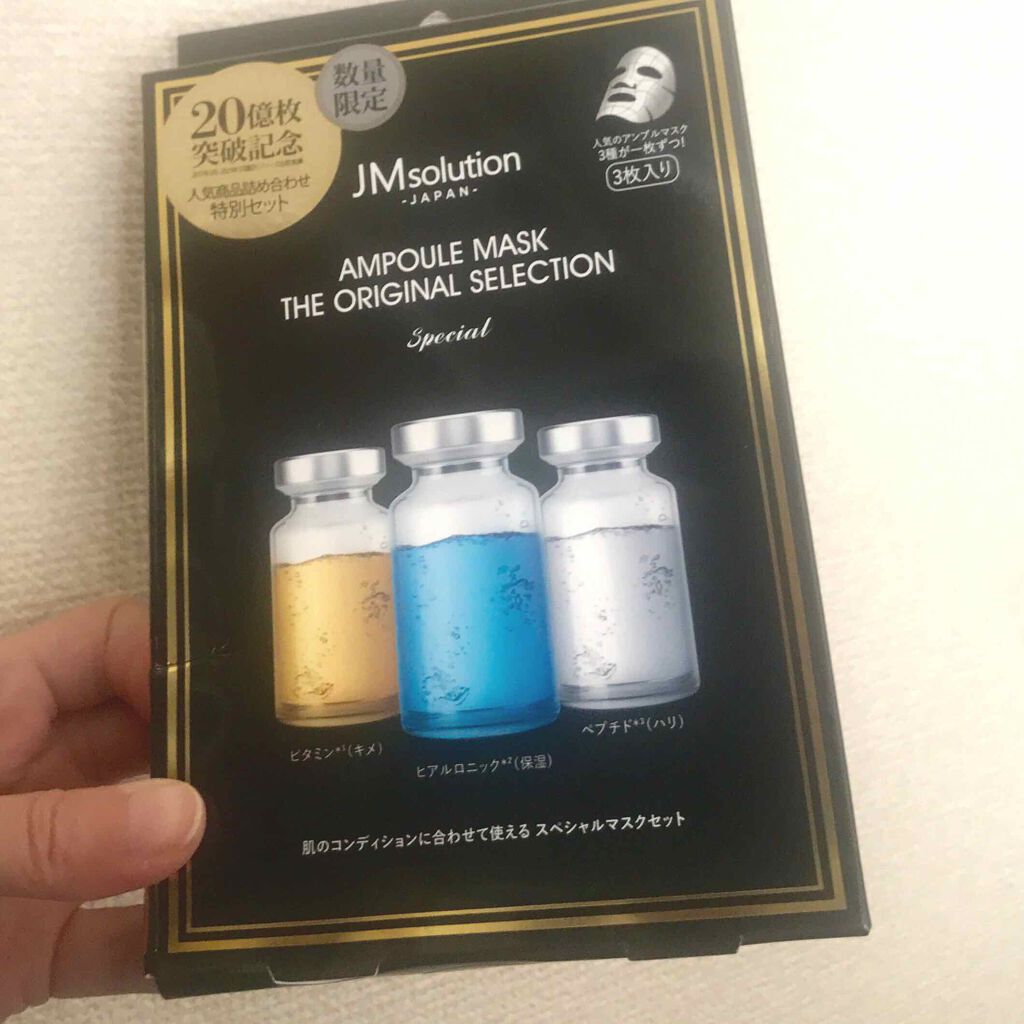 20億枚
突破記念
人気商品詰め合わせ
特別セット
数量
限定
人気のアンプルマスク
3種が一枚ずつ!
3枚入り
JMsolution
-JAPAN-
AMPOULE MASK
THE ORIGINAL SELECTION
Special
ビタミン*1(キメ)
ヒアルロニック*2(保湿)
ペプチド*3(ハリ)
肌のコンディションに合わせて使える スペシャルマスクセット